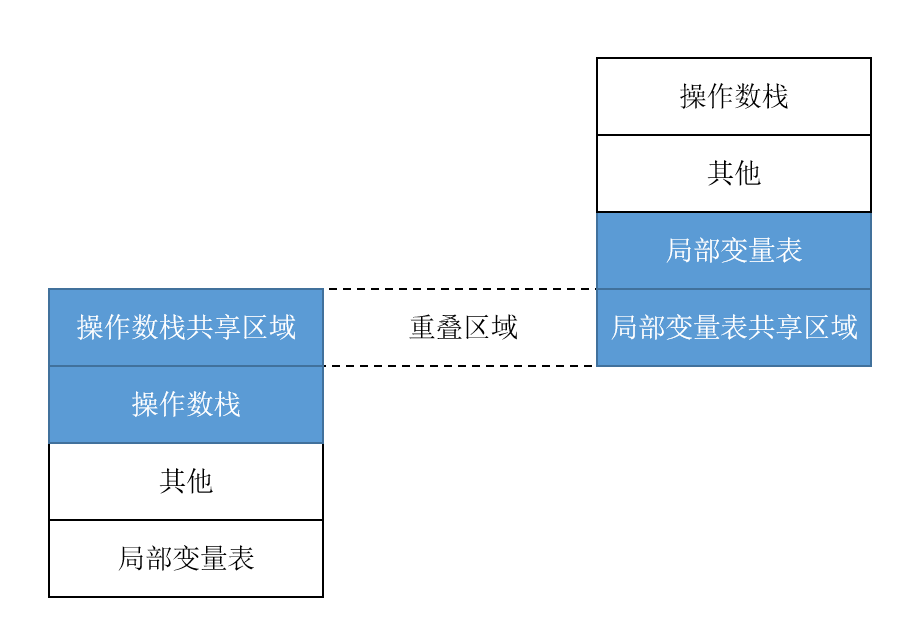 操作数栈
其他
局部变量表
操作数栈共享区域
重叠区域
局部变量表共享区域
操作数栈
其他
局部变量表